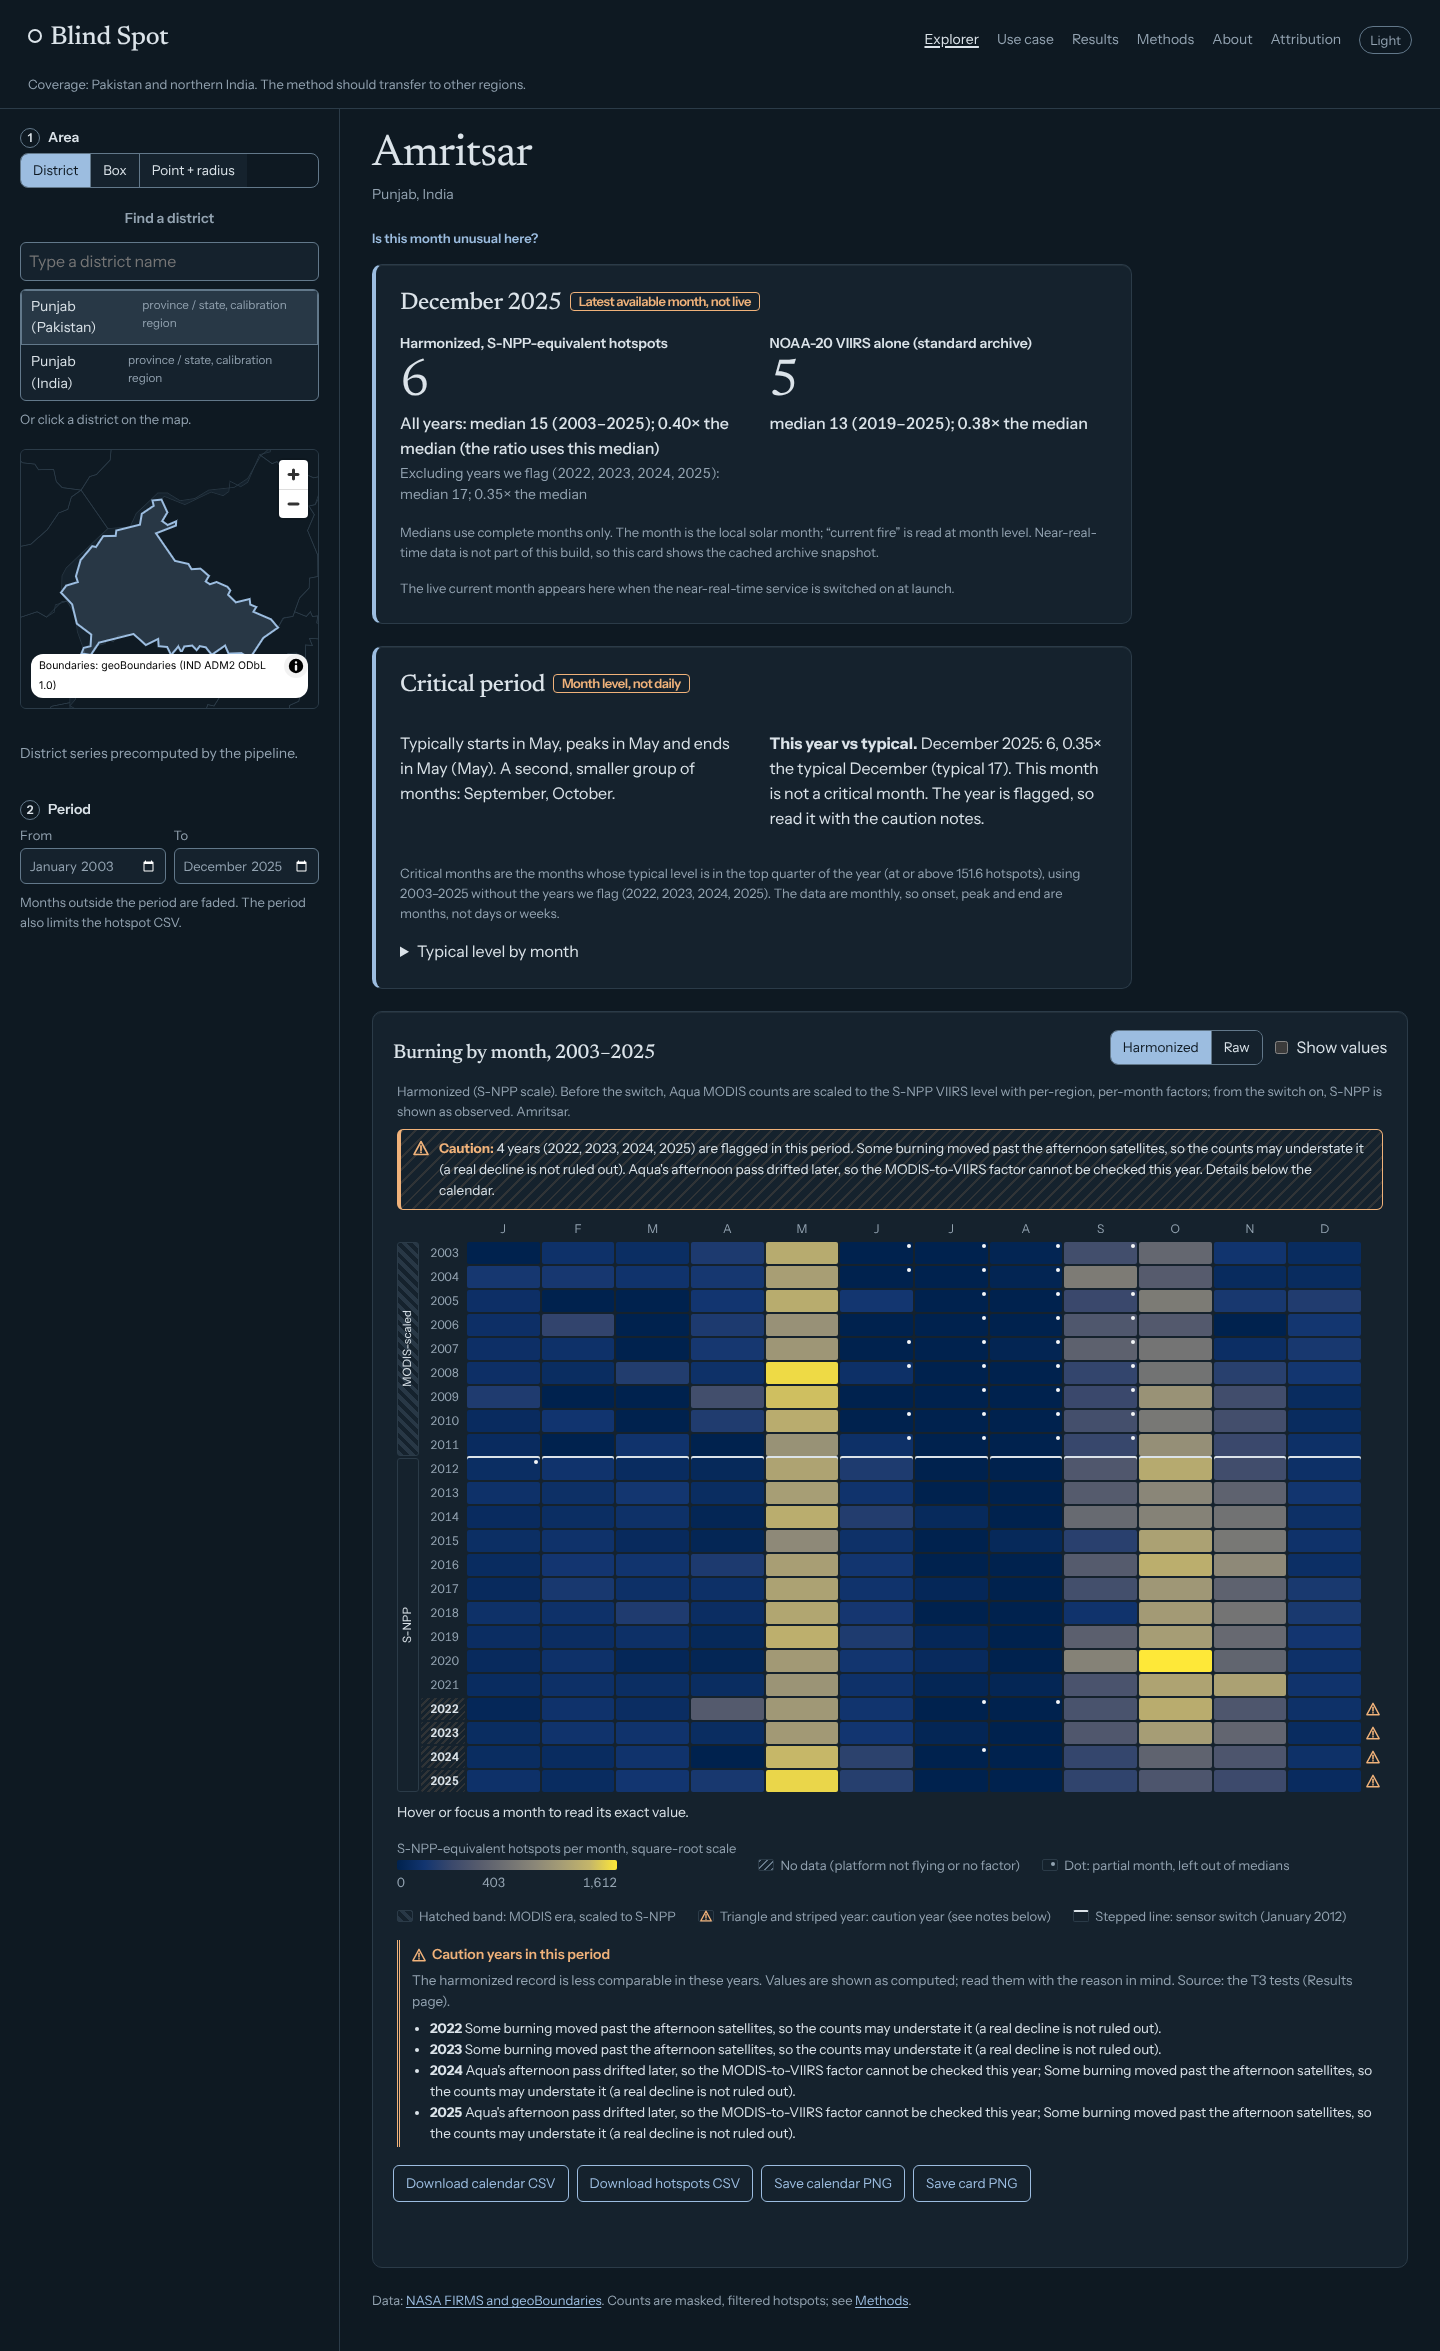 Blind Spot
Explorer
Use case
Results
Methods
About
Attribution
Light
Coverage: Pakistan and northern India. The method should transfer to other regions.
1 Area
District
Box
Point + radius
Find a district
Type a district name
Punjab (Pakistan)
province / state, calibration region
Punjab (India)
province / state, calibration region
Or click a district on the map.
Boundaries: geoBoundaries (IND ADM2 ODbL
1.0)
District series precomputed by the pipeline.
2 Period
From
To
January 2003
December 2025
Months outside the period are faded. The period
also limits the hotspot CSV.
Amritsar
Punjab, India
Is this month unusual here?
December 2025
Latest available month, not live
Harmonized, S-NPP-equivalent hotspots
6
All years: median 15 (2003–2025); 0.40× the
median (the ratio uses this median)
Excluding years we flag (2022, 2023, 2024, 2025):
median 17; 0.35× the median
NOAA-20 VIIRS alone (standard archive)
5
median 13 (2019–2025); 0.38× the median
Medians use complete months only. The month is the local solar month; “current fire” is read at month level. Near-real-
time data is not part of this build, so this card shows the cached archive snapshot.
The live current month appears here when the near-real-time service is switched on at launch.
Critical period
Month level, not daily
Typically starts in May, peaks in May and ends
in May (May). A second, smaller group of
months: September, October.
This year vs typical. December 2025: 6, 0.35×
the typical December (typical 17). This month
is not a critical month. The year is flagged, so
read it with the caution notes.
Critical months are the months whose typical level is in the top quarter of the year (at or above 151.6 hotspots), using
2003–2025 without the years we flag (2022, 2023, 2024, 2025). The data are monthly, so onset, peak and end are
months, not days or weeks.
Typical level by month
Burning by month, 2003–2025
Harmonized
Raw
Show values
Harmonized (S-NPP scale). Before the switch, Aqua MODIS counts are scaled to the S-NPP VIIRS level with per-region, per-month factors; from the switch on, S-NPP is
shown as observed. Amritsar.
Caution: 4 years (2022, 2023, 2024, 2025) are flagged in this period. Some burning moved past the afternoon satellites, so the counts may understate it
(a real decline is not ruled out). Aqua's afternoon pass drifted later, so the MODIS-to-VIIRS factor cannot be checked this year. Details below the
calendar.
J F M A M J J A S O N D
MODIS-scaled
2003
2004
2005
2006
2007
2008
2009
2010
2011
S-NPP
2012
2013
2014
2015
2016
2017
2018
2019
2020
2021
2022
2023
2024
2025
Hover or focus a month to read its exact value.
S-NPP-equivalent hotspots per month, square-root scale
0 403 1,612
No data (platform not flying or no factor)
Dot: partial month, left out of medians
Hatched band: MODIS era, scaled to S-NPP
Triangle and striped year: caution year (see notes below)
Stepped line: sensor switch (January 2012)
Caution years in this period
The harmonized record is less comparable in these years. Values are shown as computed; read them with the reason in mind. Source: the T3 tests (Results
page).
• 2022 Some burning moved past the afternoon satellites, so the counts may understate it (a real decline is not ruled out).
• 2023 Some burning moved past the afternoon satellites, so the counts may understate it (a real decline is not ruled out).
• 2024 Aqua's afternoon pass drifted later, so the MODIS-to-VIIRS factor cannot be checked this year; Some burning moved past the afternoon satellites, so
the counts may understate it (a real decline is not ruled out).
• 2025 Aqua's afternoon pass drifted later, so the MODIS-to-VIIRS factor cannot be checked this year; Some burning moved past the afternoon satellites, so
the counts may understate it (a real decline is not ruled out).
Download calendar CSV
Download hotspots CSV
Save calendar PNG
Save card PNG
Data: NASA FIRMS and geoBoundaries. Counts are masked, filtered hotspots; see Methods.